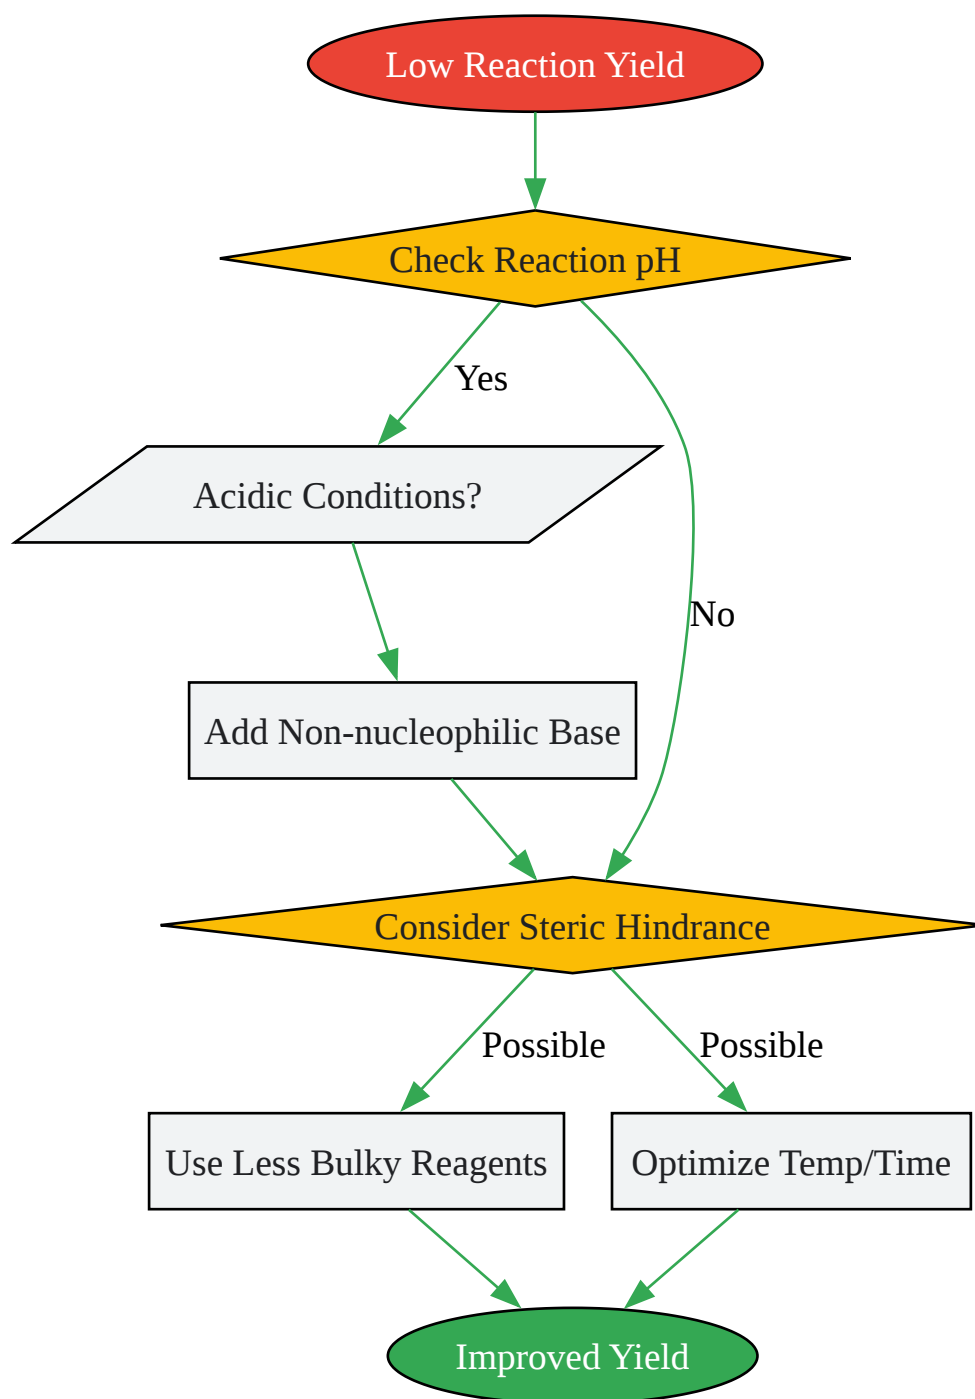 Low Reaction Yield
Check Reaction pH
Yes
Acidic Conditions?
No
Add Non-nucleophilic Base
Consider Steric Hindrance
Possible
Possible
Use Less Bulky Reagents
Optimize Temp/Time
Improved Yield